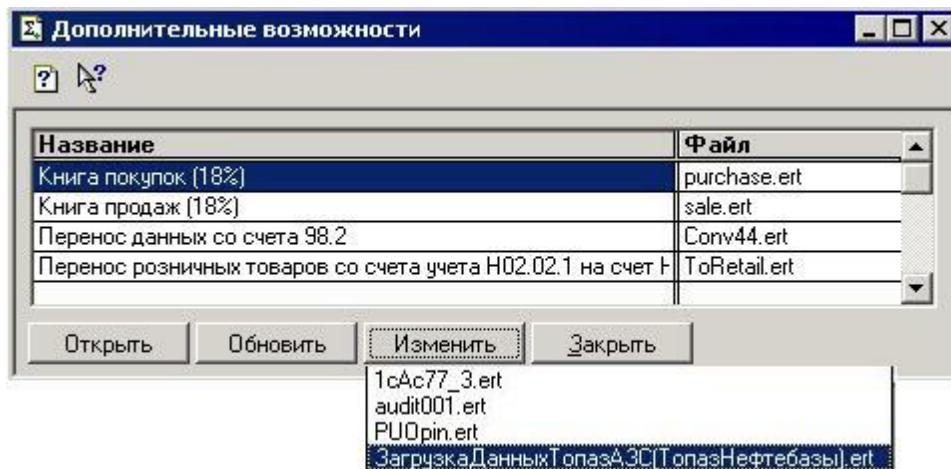 Дополнительные возможности
Название Файл
Книга покупок (18%) purchase.ert
Книга продаж (18%) sale.ert
Перенос данных со счета 98.2 Conv44.ert
Перенос розничных товаров со счета учета Н02.02.1 на счет Н ToRetail.ert
Открыть Обновить Изменить Закрыть
1cAc77_3.ert
audit001.ert
PUOpin.ert
ЗагрузкаДанныхТопазАЗС(ТопазНефтебазы).ert